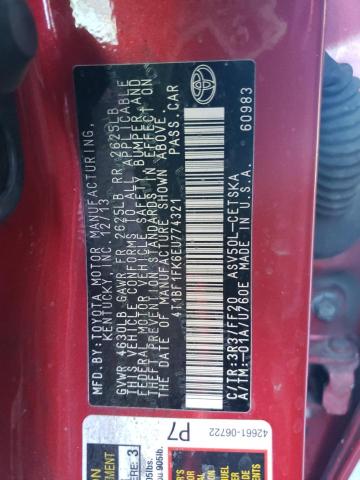 MFD.BY:TOYOTA MOTOR MANUFACTURING,
KENTUCKY INC. 12/13
GVWR 4630LB GAWR FR 2625LB RR 2625LB
THIS VEHICLE CONFORMS TO ALL APPLICABLE
FEDERAL MOTOR VEHICLE SAFETY, BUMPER, AND
THEFT PREVENTION STANDARDS IN EFFECT ON
THE DATE OF MANUFACTURE SHOWN ABOVE.
4T1BF1FK6EU774321 PASS.CAR
C/TR:3R3/FF20 ASV50L-CETSKA
A/TM:-01A/U760E MADE IN U.S.A.
60983
42661-06722
P7
ERE: 3